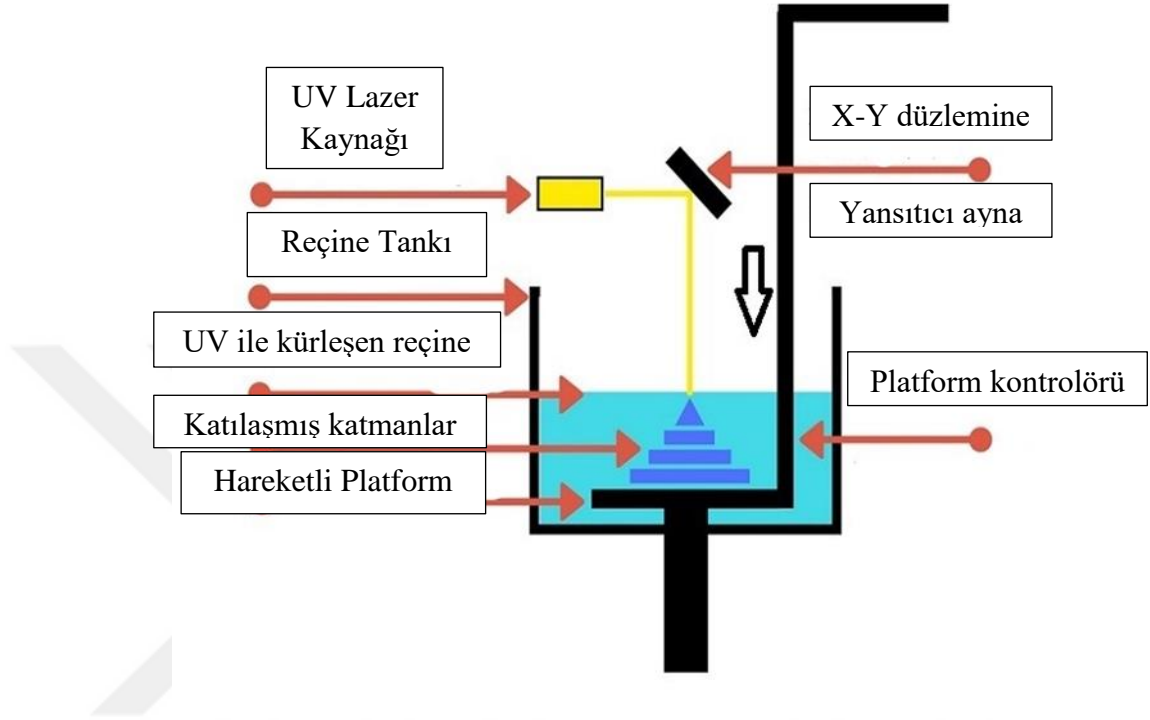 UV Lazer
Kaynağı
X-Y düzlemine
Yansıtıcı ayna
Reçine Tankı
UV ile kürleşen reçine
Platform kontrolörü
Katılaşmış katmanlar
Hareketli Platform